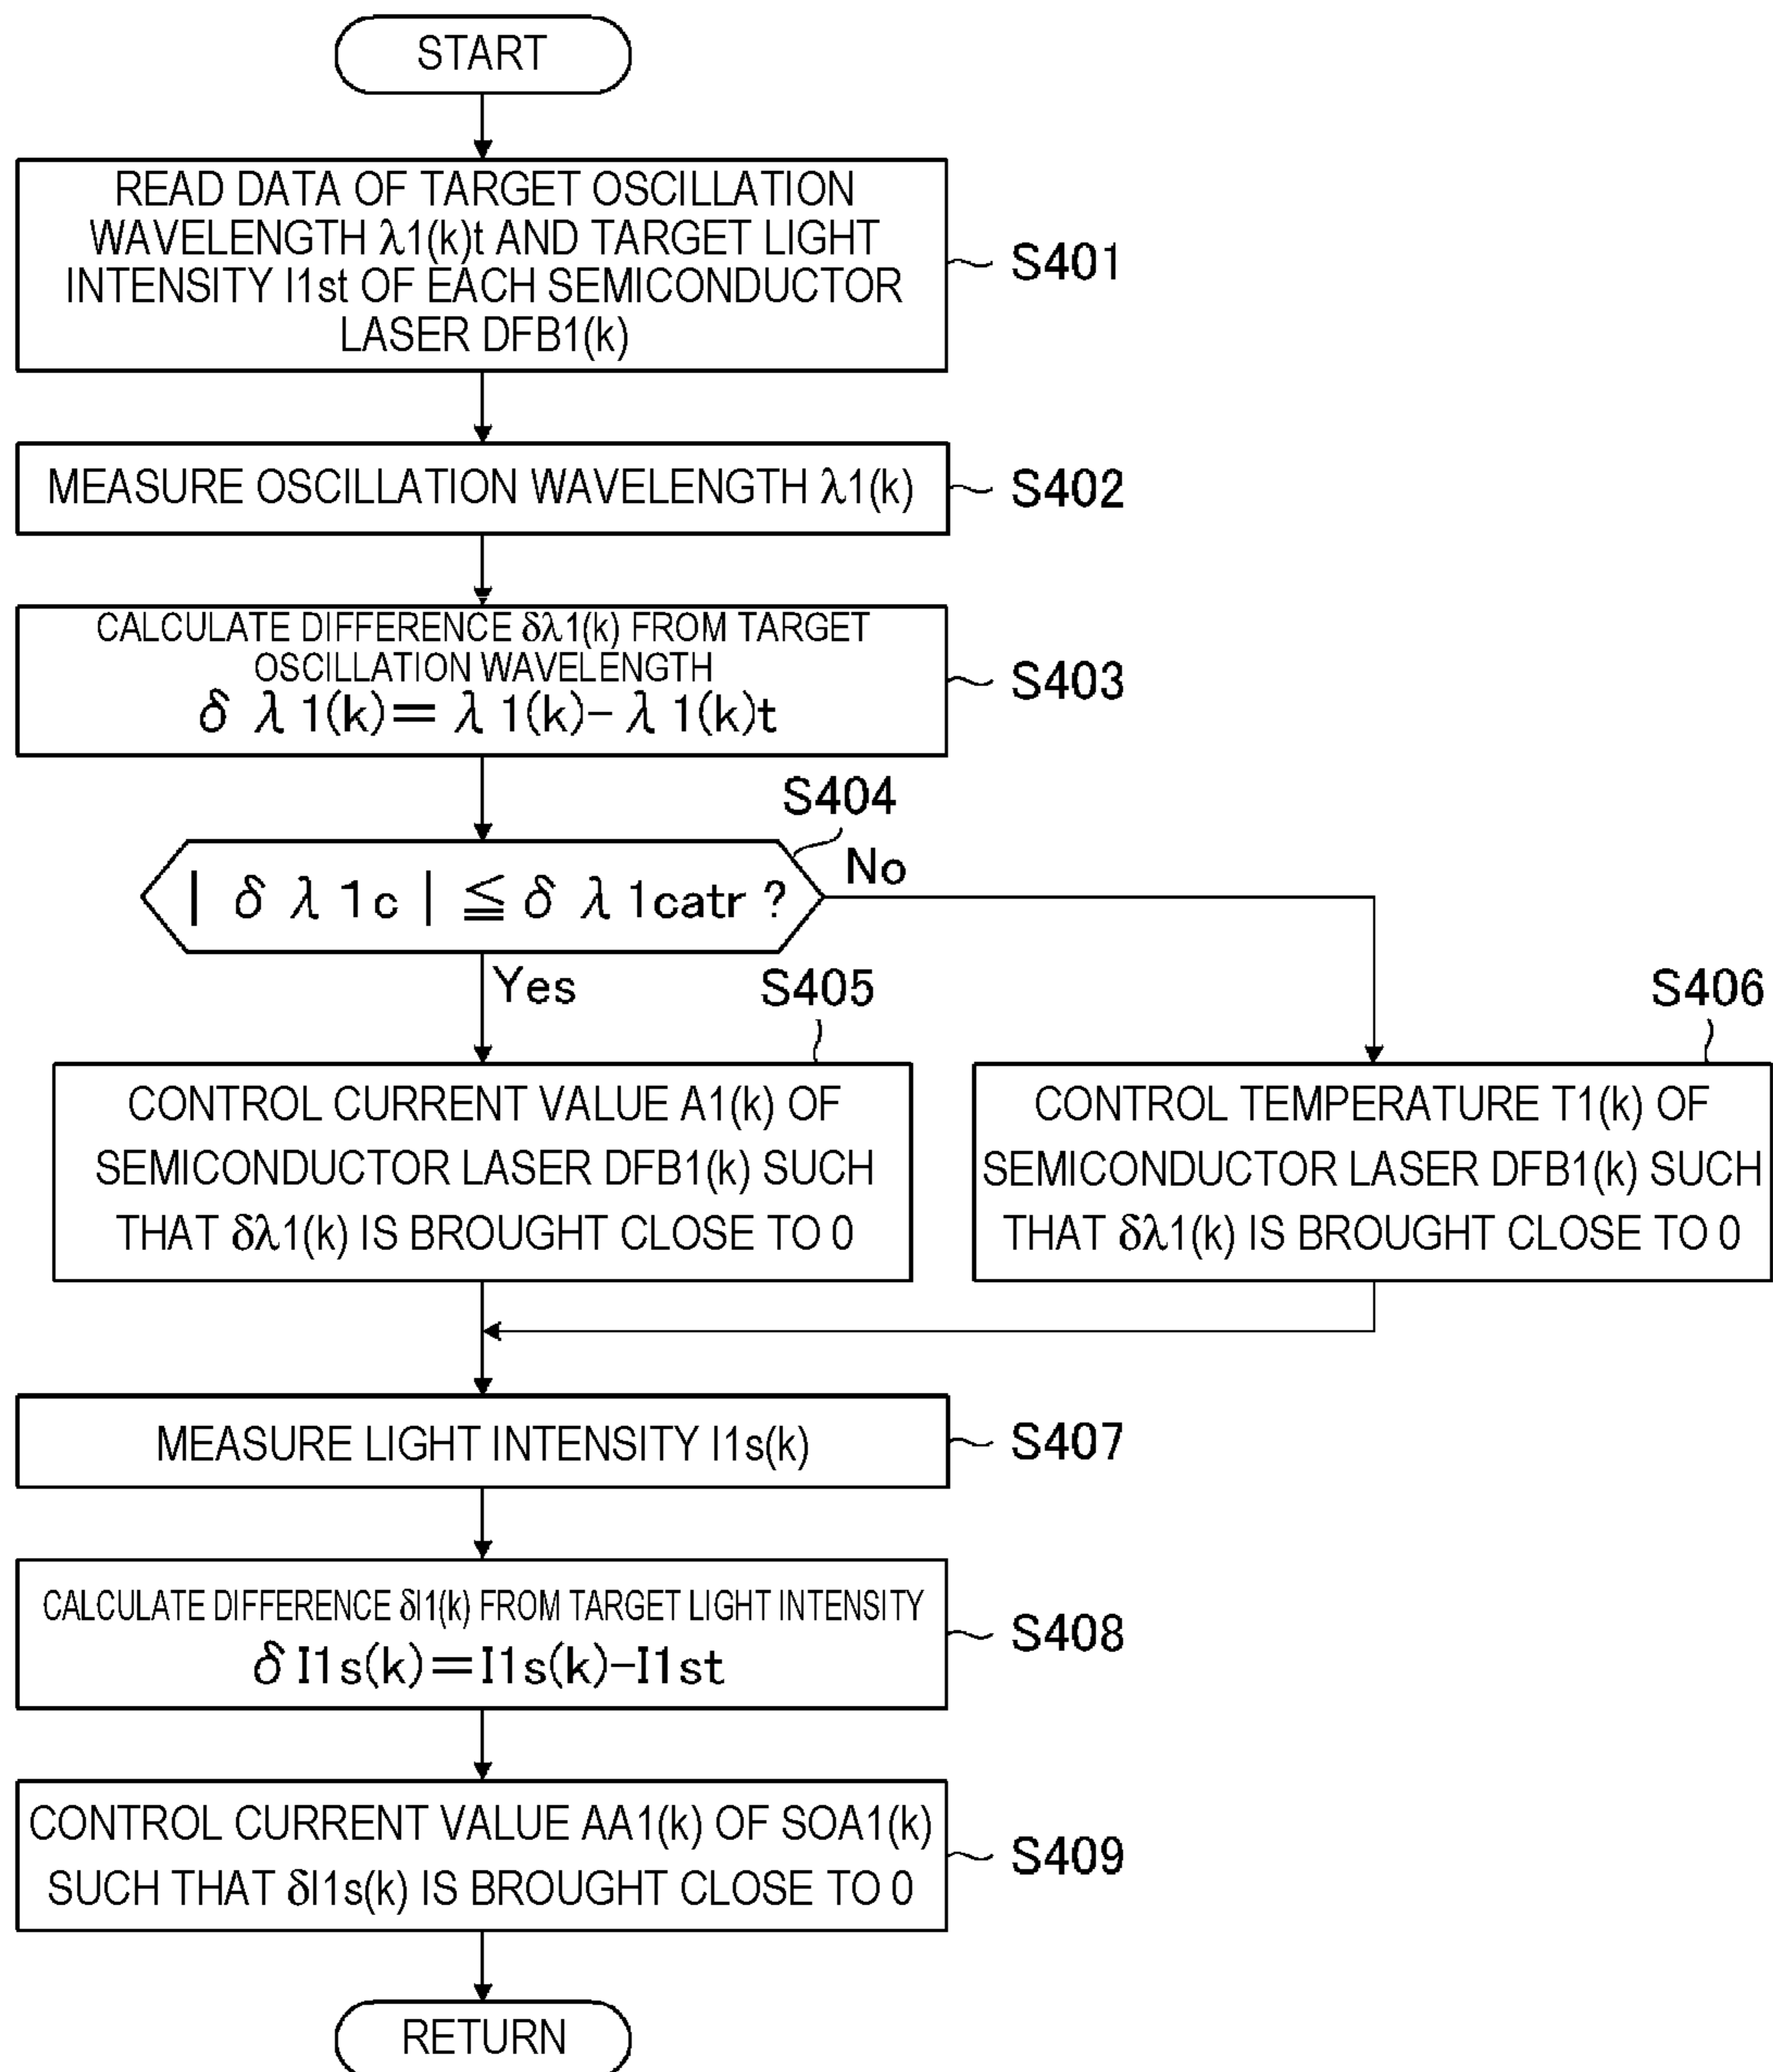 START
READ DATA OF TARGET OSCILLATION
WAVELENGTH λ1(k)t AND TARGET LIGHT
INTENSITY I1st OF EACH SEMICONDUCTOR
LASER DFB1(k)
S401
MEASURE OSCILLATION WAVELENGTH λ1(k)
S402
CALCULATE DIFFERENCE δλ1(k) FROM TARGET
OSCILLATION WAVELENGTH
δ λ 1(k)= λ 1(k)- λ 1(k)t
S403
S404
| δ λ 1c | ≦ δ λ 1catr ?
No
Yes
S405
CONTROL CURRENT VALUE A1(k) OF
SEMICONDUCTOR LASER DFB1(k) SUCH
THAT δλ1(k) IS BROUGHT CLOSE TO 0
S406
CONTROL TEMPERATURE T1(k) OF
SEMICONDUCTOR LASER DFB1(k) SUCH
THAT δλ1(k) IS BROUGHT CLOSE TO 0
MEASURE LIGHT INTENSITY I1s(k)
S407
CALCULATE DIFFERENCE δI1(k) FROM TARGET LIGHT INTENSITY
δ I1s(k)=I1s(k)-I1st
S408
CONTROL CURRENT VALUE AA1(k) OF SOA1(k)
SUCH THAT δI1s(k) IS BROUGHT CLOSE TO 0
S409
RETURN